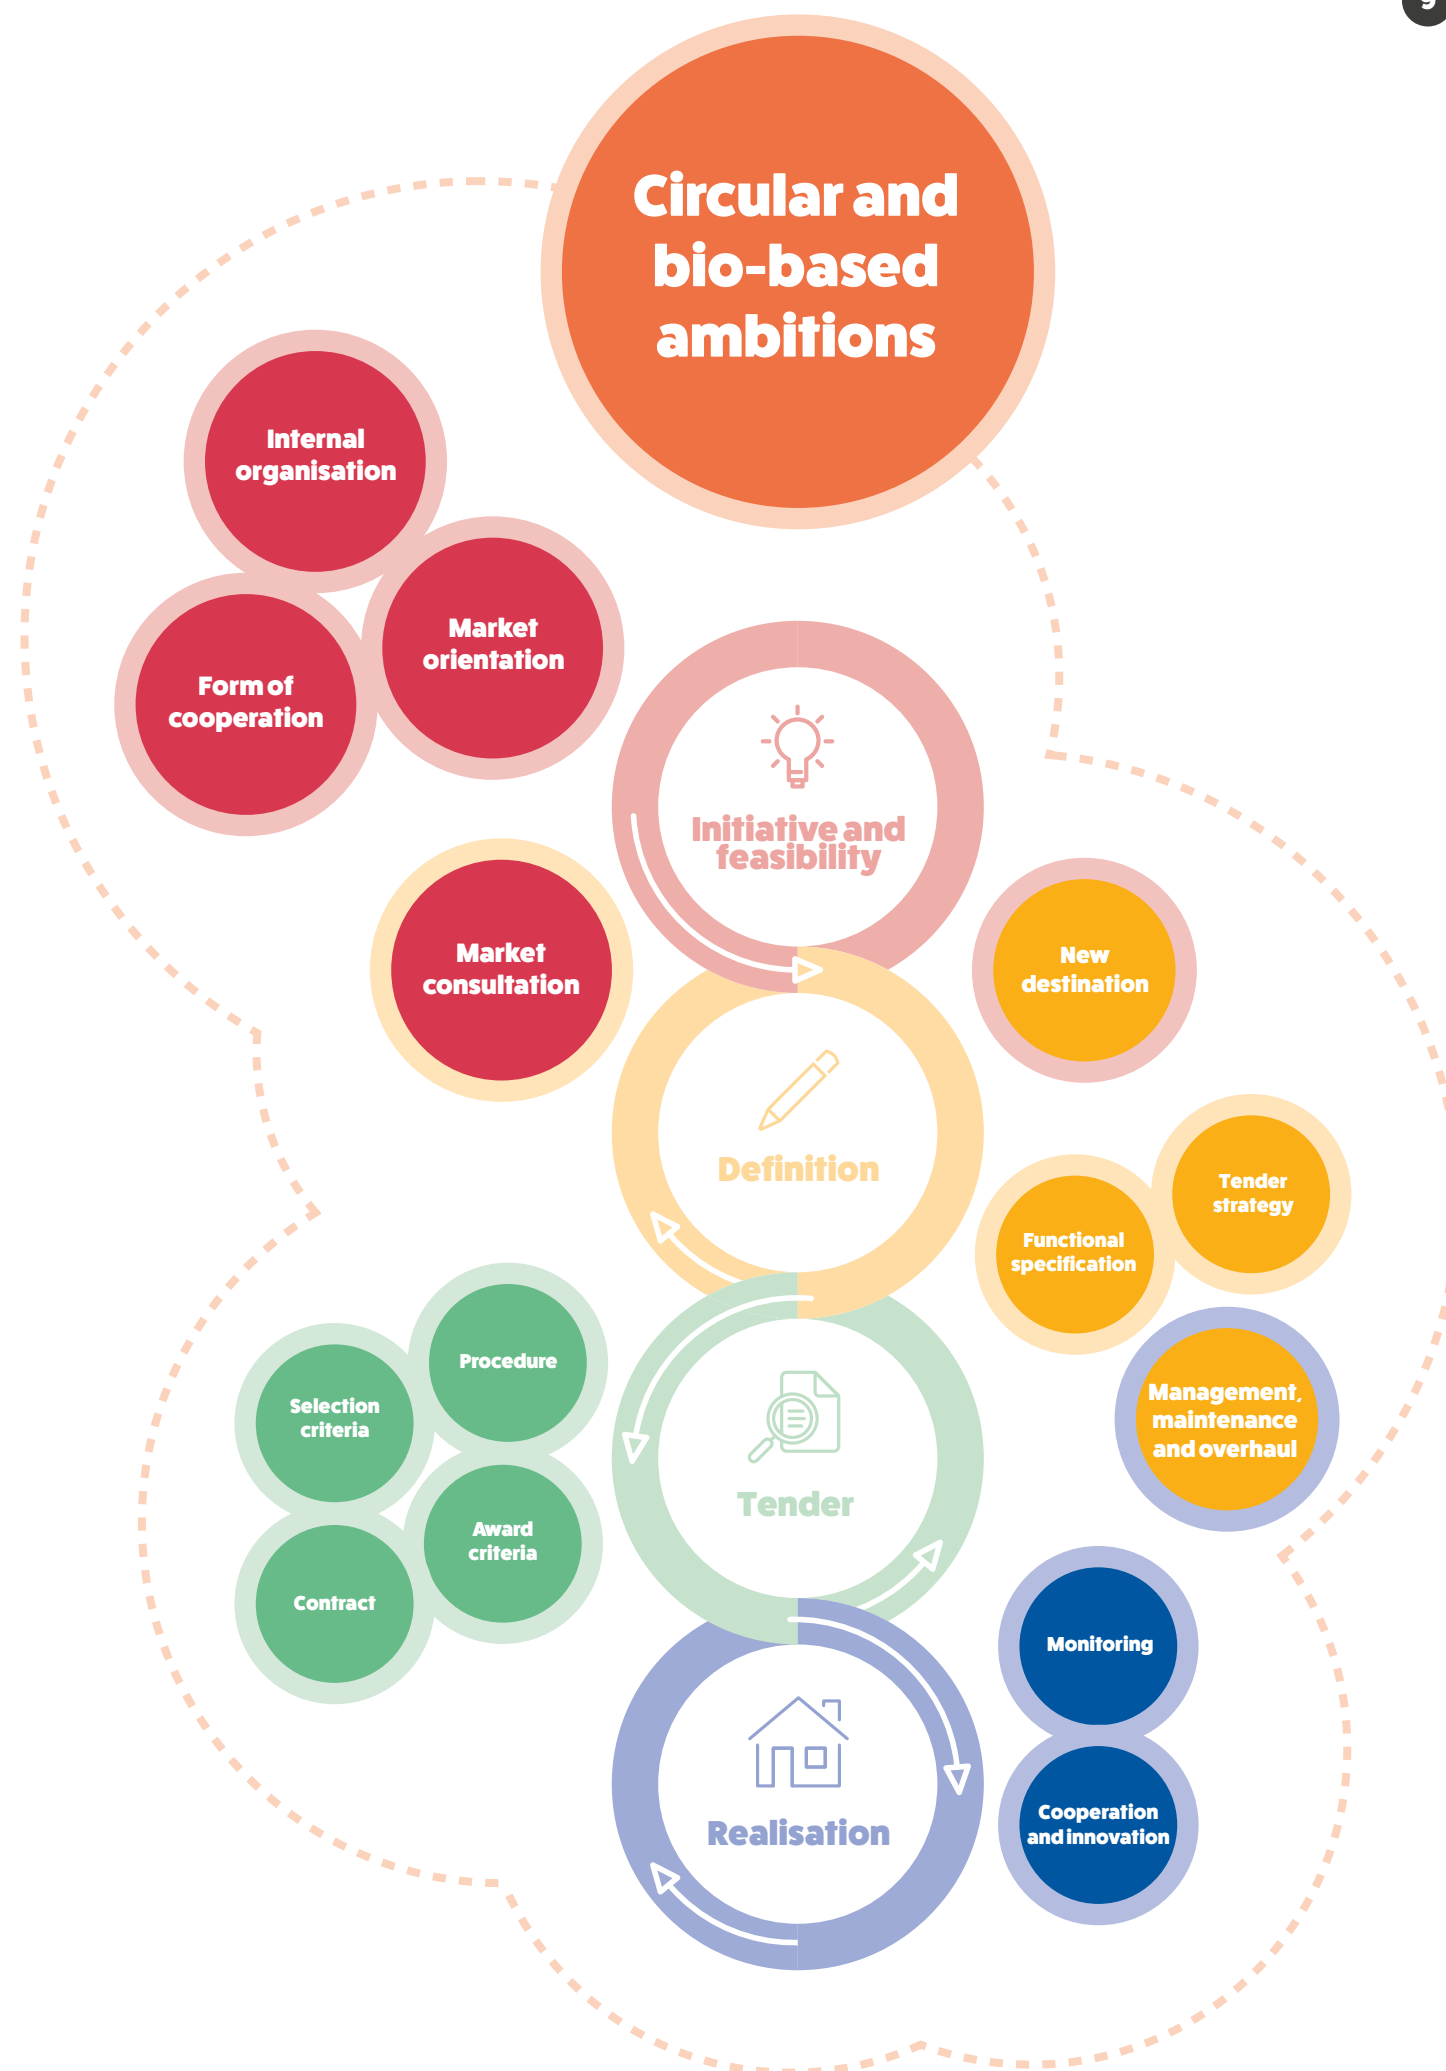 9
Circular and
bio-based
ambitions
Internal
organisation
Market
orientation
Form of
cooperation
Initiative and
feasibility
Market
consultation
New
destination
Definition
Tender
strategy
Functional
specification
Procedure
Selection
criteria
Management,
maintenance
and overhaul
Tender
Award
criteria
Contract
Monitoring
Cooperation
and innovation
Realisation